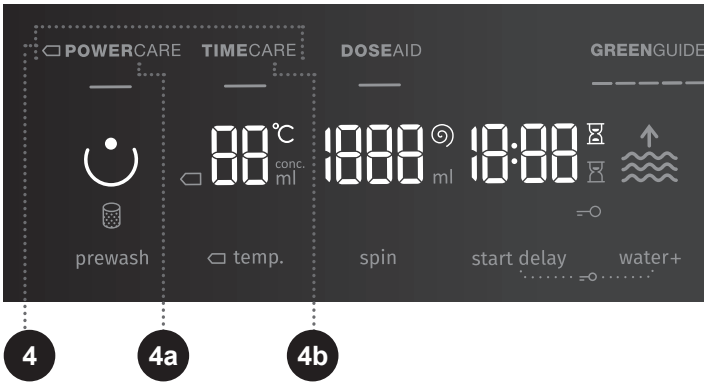 POWERCARE TIMECARE DOSEAID GREENGUIDE
88 °C 1888 ml 18:88
conc.
ml
prewash temp. spin start delay water+
4 4a 4b